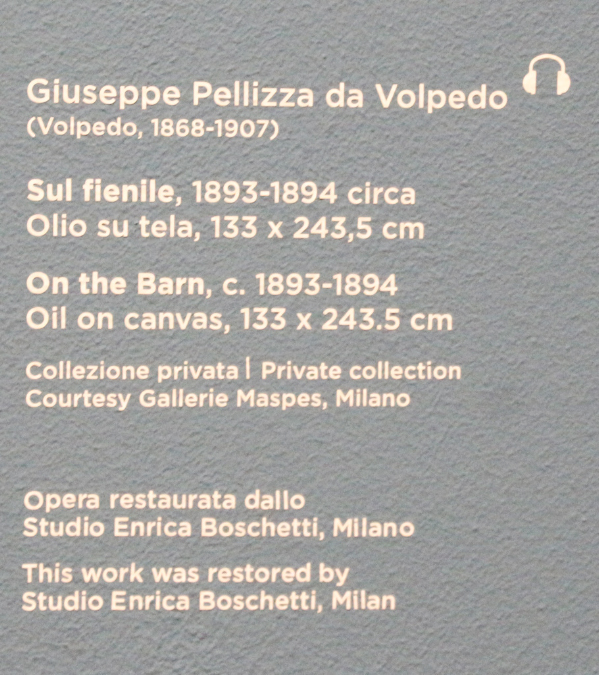 Giuseppe Pellizza da Volpedo
(Volpedo, 1868-1907)
Sul fienile, 1893-1894 circa
Olio su tela, 133 x 243,5 cm
On the Barn, c. 1893-1894
Oil on canvas, 133 x 243.5 cm
Collezione privata | Private collection
Courtesy Gallerie Maspes, Milano
Opera restaurata dallo
Studio Enrica Boschetti, Milano
This work was restored by
Studio Enrica Boschetti, Milan